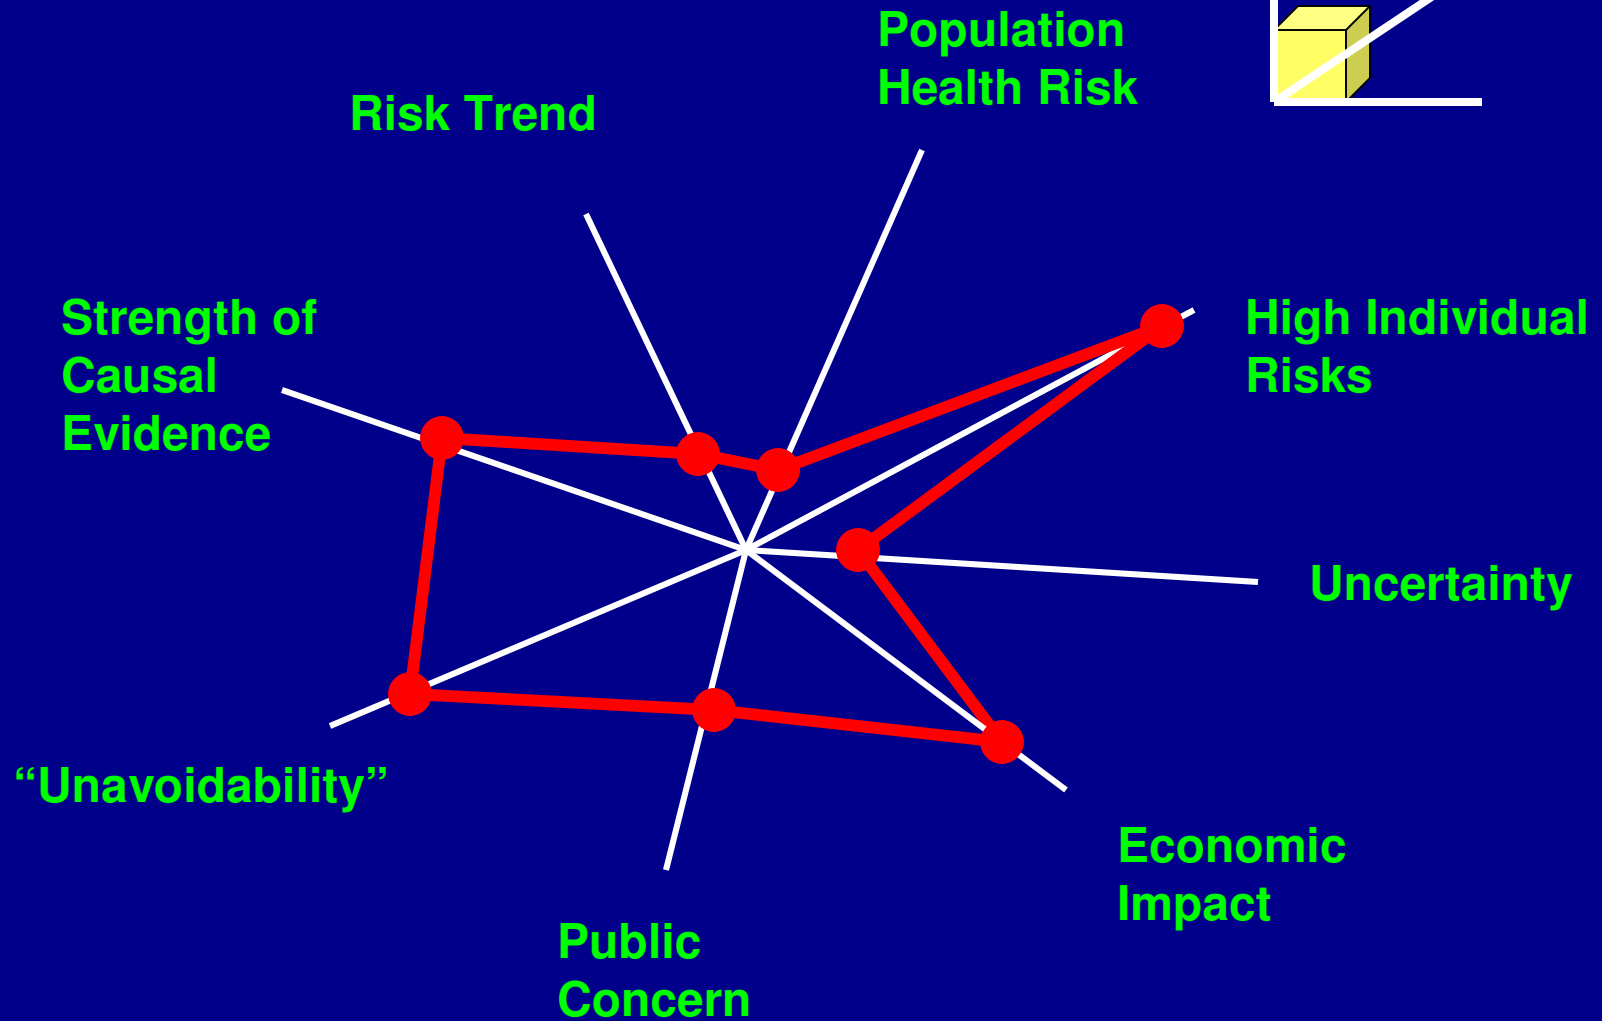 Population
Health Risk
Risk Trend
Strength of
Causal
Evidence
High Individual
Risks
Uncertainty
“Unavoidability”
Economic
Impact
Public
Concern